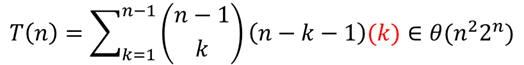 T(n) = ∑_{k=1}^{n−1} \binom{n − 1}{k} (n − k − 1)(k) ∈ θ(n²2ⁿ)